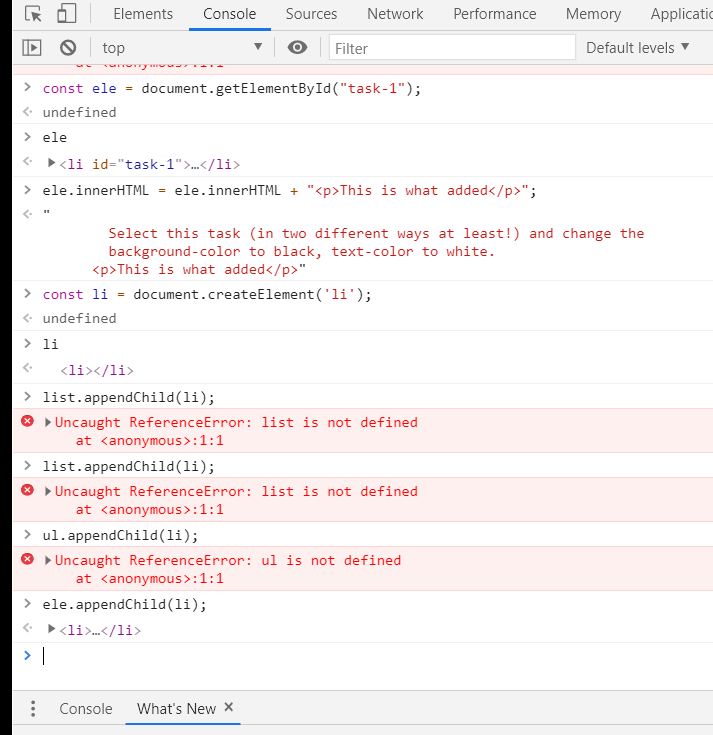 Elements Console Sources Network Performance Memory Applicatio
top Filter Default levels
at <anonymous>:1:1
const ele = document.getElementById("task-1");
undefined
ele
<li id="task-1">…</li>
ele.innerHTML = ele.innerHTML + "<p>This is what added</p>";
"
Select this task (in two different ways at least!) and change the
background-color to black, text-color to white.
<p>This is what added</p>"
const li = document.createElement('li');
undefined
li
<li></li>
list.appendChild(li);
Uncaught ReferenceError: list is not defined
at <anonymous>:1:1
list.appendChild(li);
Uncaught ReferenceError: list is not defined
at <anonymous>:1:1
ul.appendChild(li);
Uncaught ReferenceError: ul is not defined
at <anonymous>:1:1
ele.appendChild(li);
<li>…</li>
Console What's New